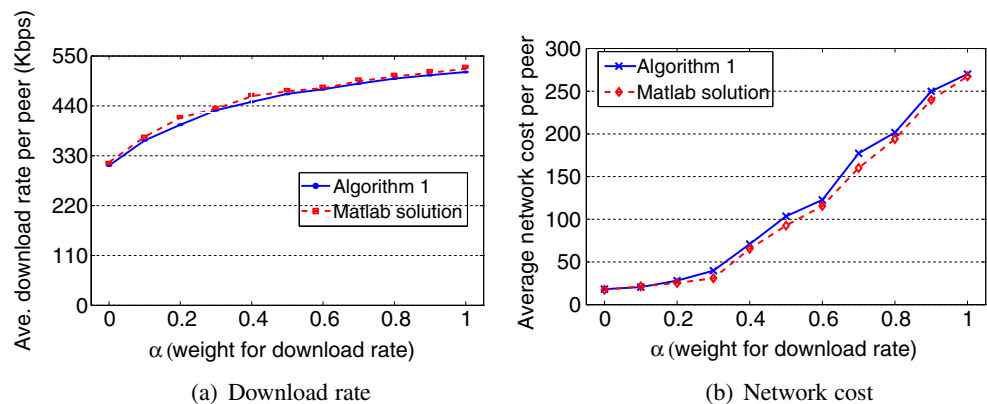 Ave. download rate per peer (Kbps)
550
440
330
220
110
0
0
0.2
0.4
0.6
0.8
1
Algorithm 1
Matlab solution
α (weight for download rate)
(a) Download rate
Average network cost per peer
300
250
200
150
100
50
0
0
0.2
0.4
0.6
0.8
1
Algorithm 1
Matlab solution
α (weight for download rate)
(b) Network cost